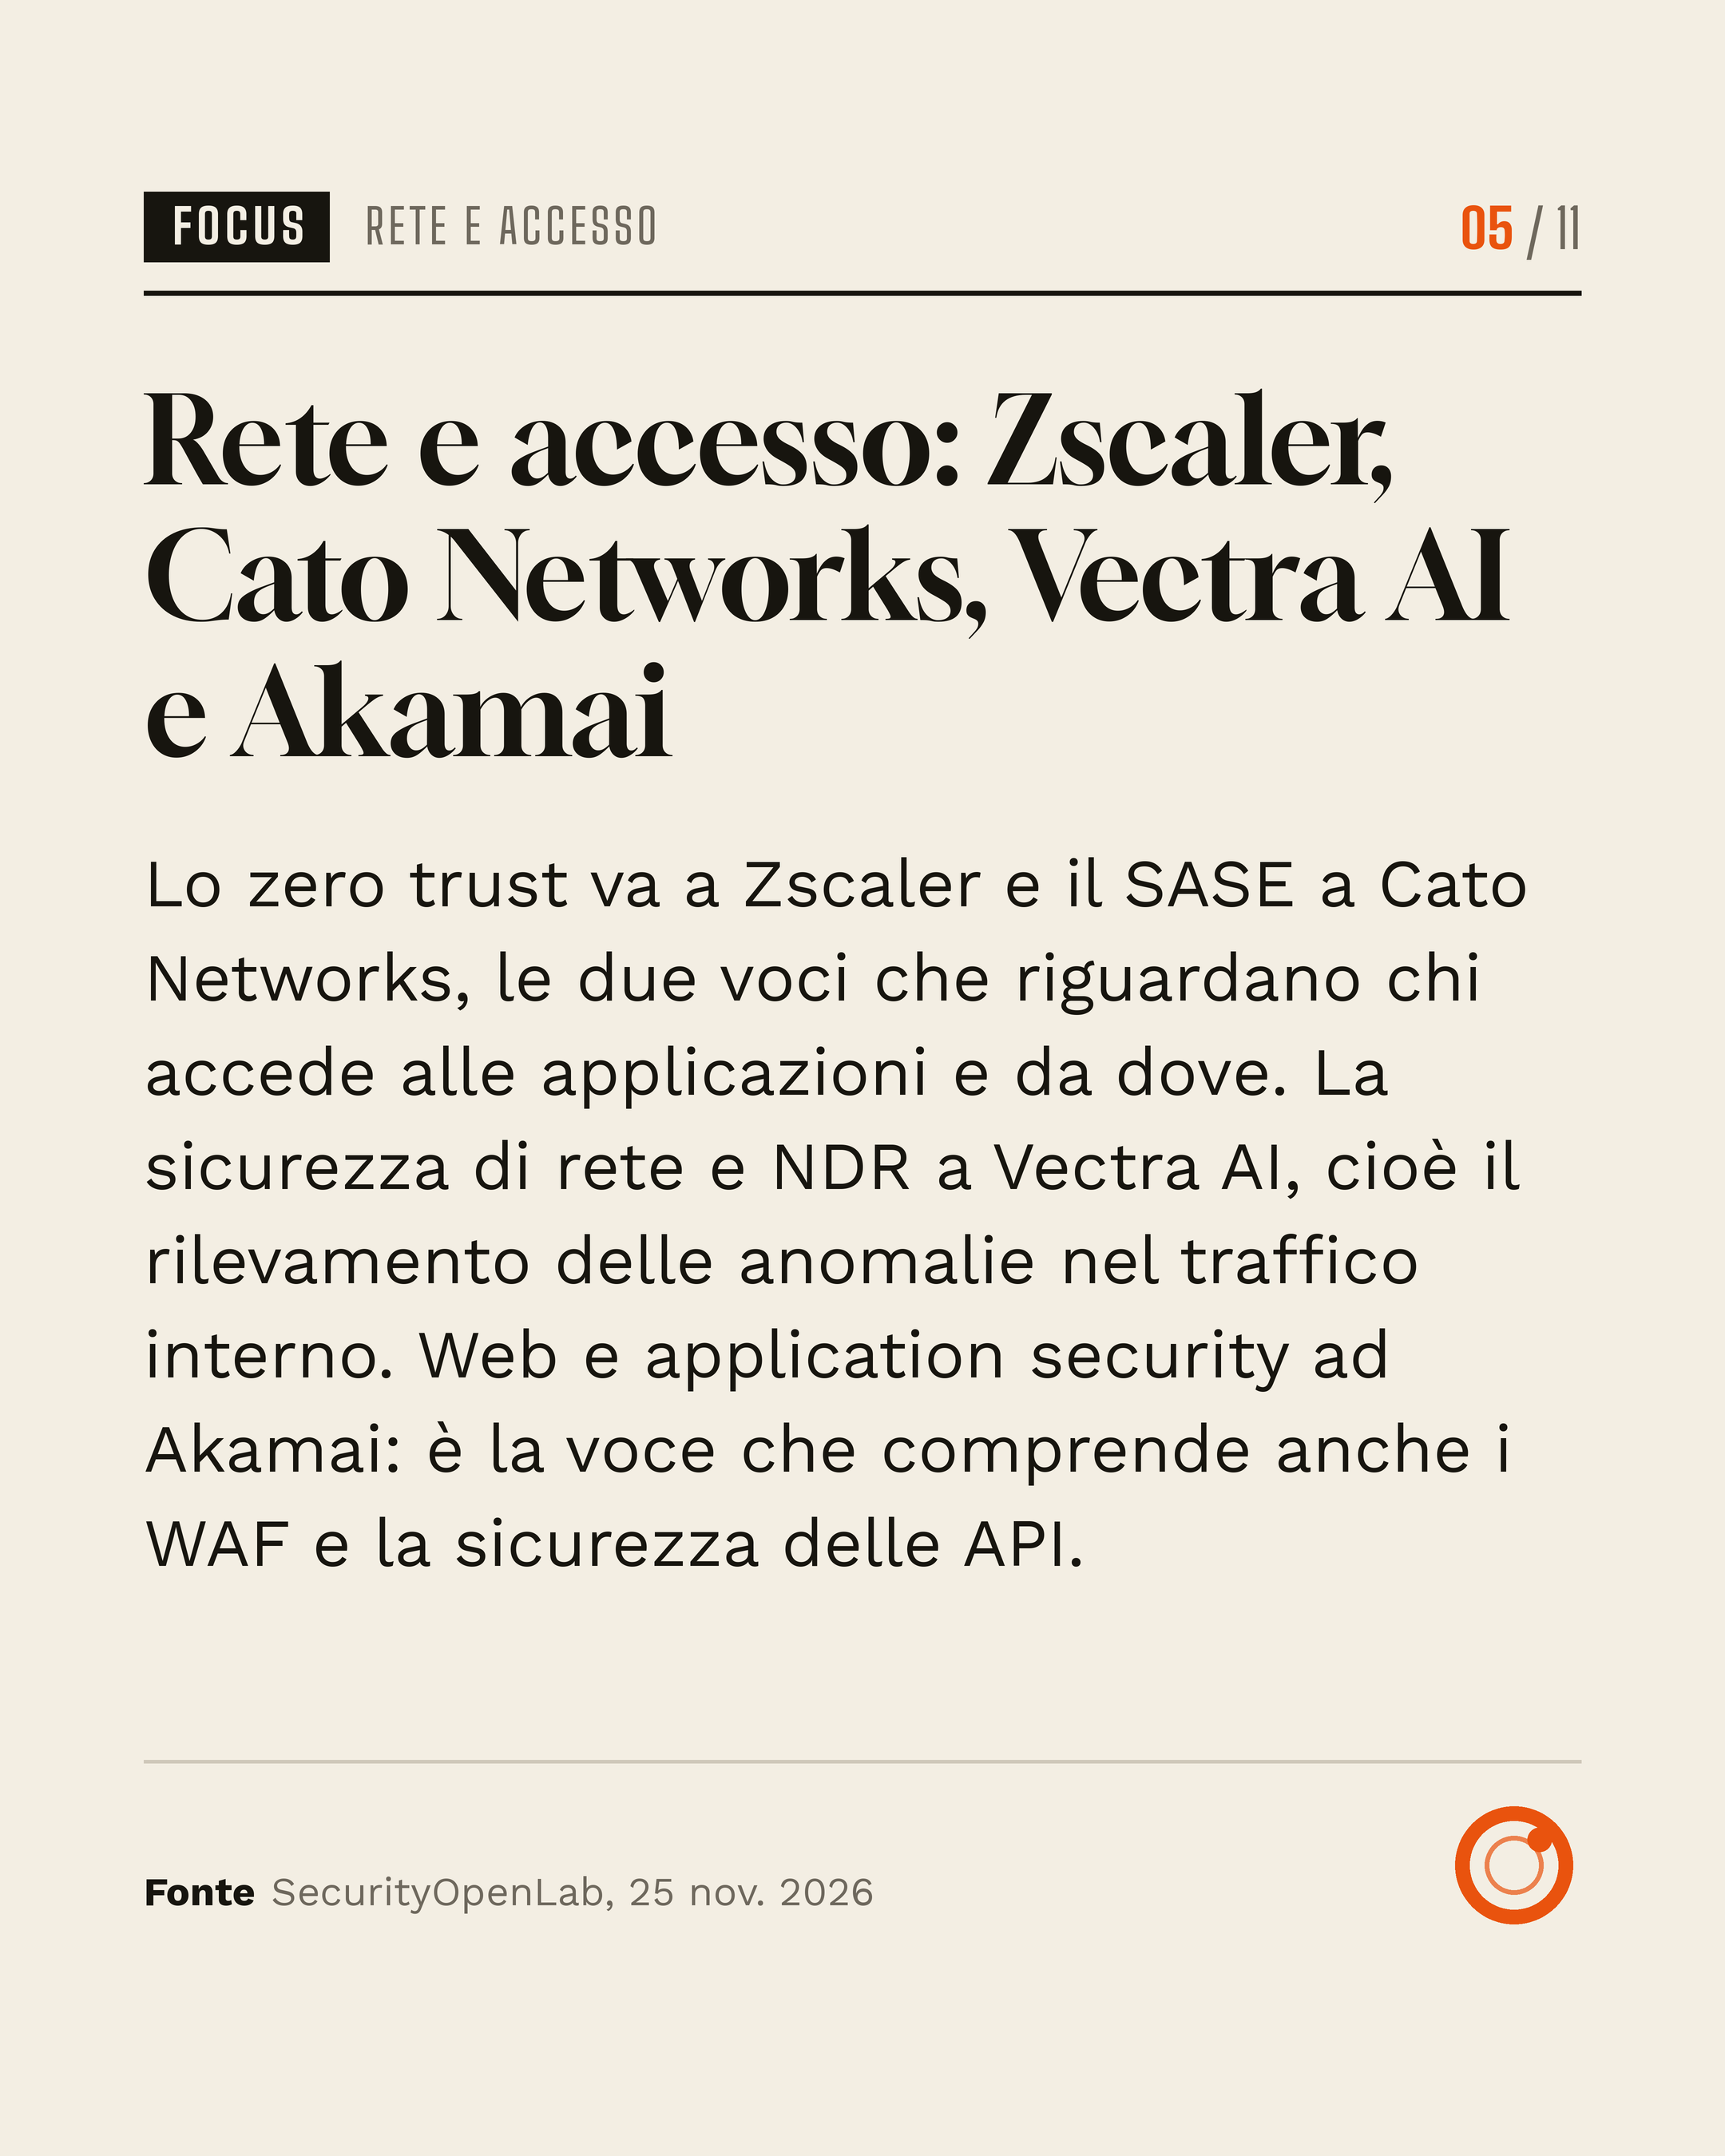 FOCUS RETE E ACCESSO 05 / 11
Rete e accesso: Zscaler,
Cato Networks, Vectra AI
e Akamai
Lo zero trust va a Zscaler e il SASE a Cato
Networks, le due voci che riguardano chi
accede alle applicazioni e da dove. La
sicurezza di rete e NDR a Vectra AI, cioè il
rilevamento delle anomalie nel traffico
interno. Web e application security ad
Akamai: è la voce che comprende anche i
WAF e la sicurezza delle API.
Fonte SecurityOpenLab, 25 nov. 2026